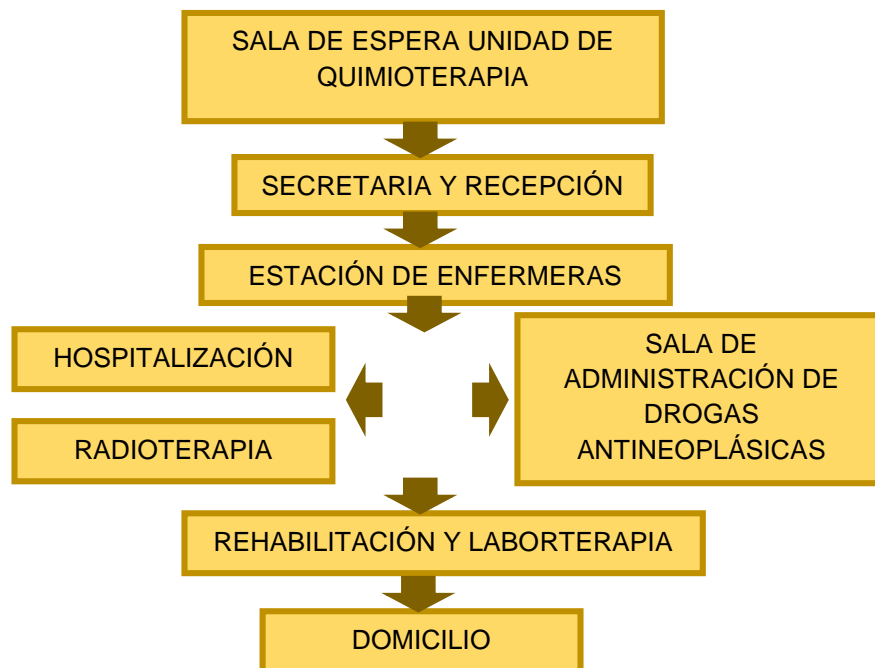 SALA DE ESPERA UNIDAD DE
QUIMIOTERAPIA
SECRETARIA Y RECEPCIÓN
ESTACIÓN DE ENFERMERAS
HOSPITALIZACIÓN
RADIOTERAPIA
SALA DE
ADMINISTRACIÓN DE
DROGAS
ANTINEOPLÁSICAS
REHABILITACIÓN Y LABORTERAPIA
DOMICILIO